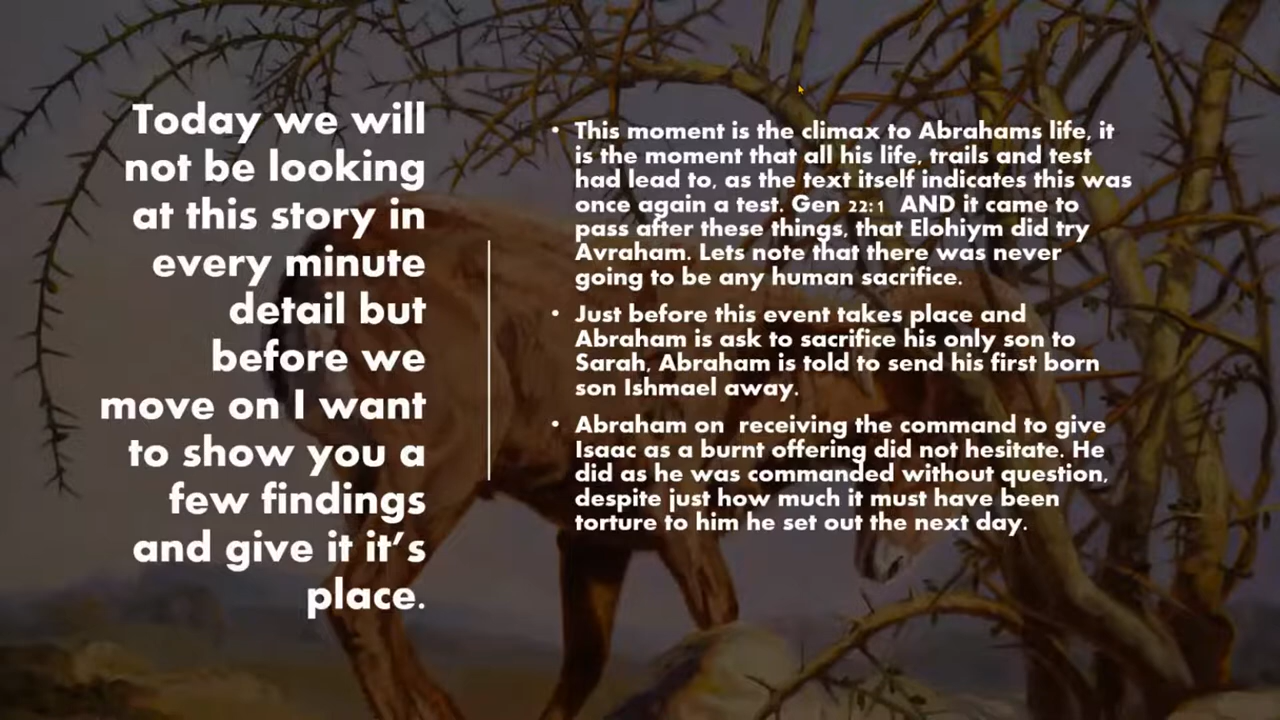 Today we will
not be looking
at this story in
every minute
detail but
before we
move on I want
to show you a
few findings
and give it it’s
place.
• This moment is the climax to Abrahams life, it
is the moment that all his life, trails and test
had lead to, as the text itself indicates this was
once again a test. Gen 22:1 AND it came to
pass after these things, that Elohiym did try
Avraham. Lets note that there was never
going to be any human sacrifice.
• Just before this event takes place and
Abraham is ask to sacrifice his only son to
Sarah, Abraham is told to send his first born
son Ishmael away.
• Abraham on  receiving the command to give
Isaac as a burnt offering did not hesitate. He
did as he was commanded without question,
despite just how much it must have been
torture to him he set out the next day.